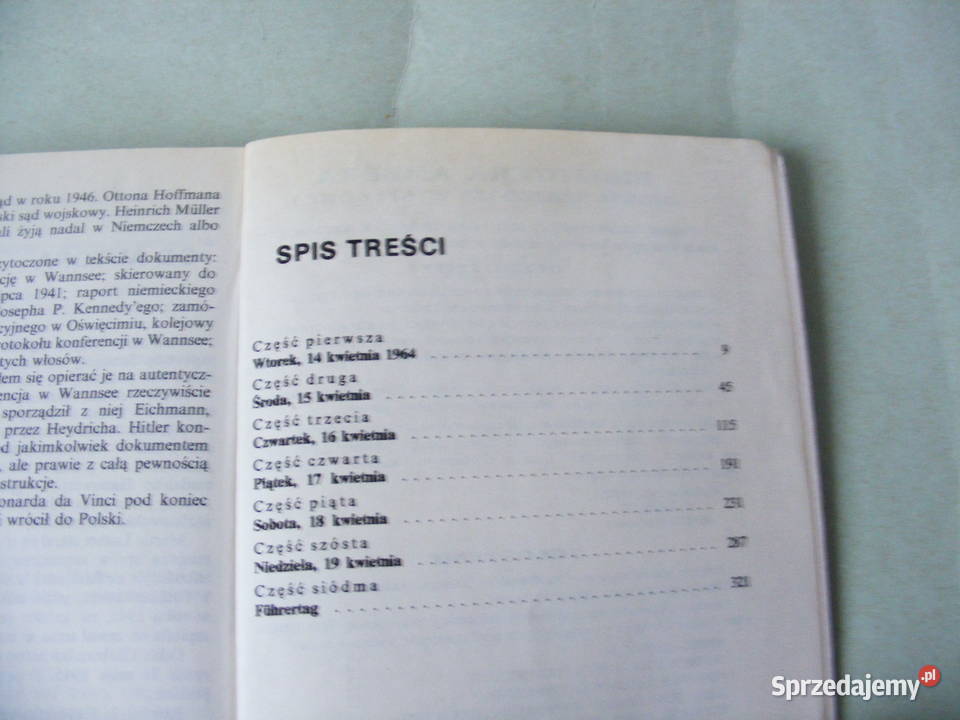 ąd w roku 1946. Ottona Hoffmana
ski sąd wojskowy. Heinrich Müller
ali żyją nadal w Niemczech albo
ytoczone w tekście dokumenty:
cję w Wannsee; skierowany do
pca 1941; raport niemieckiego
osepha P. Kennedy'ego; zamó-
cyjnego w Oświęcimiu, kolejowy
rotokołu konferencji w Wannsee;
tych włosów.
łem się opierać je na autentycz-
encja w Wannsee rzeczywiście
sporządził z niej Eichmann,
przez Heydricha. Hitler kon-
od jakimkolwiek dokumentem
, ale prawie z całą pewnością
strukcje.
onarda da Vinci pod koniec
i wrócił do Polski.
SPIS TREŚCI
Część pierwsza
Wtorek, 14 kwietnia 1964 9
Część druga
Środa, 15 kwietnia 45
Część trzecia
Czwartek, 16 kwietnia 115
Część czwarta
Piątek, 17 kwietnia 191
Część piąta
Sobota, 18 kwietnia 251
Część szósta
Niedziela, 19 kwietnia 287
Część siódma
Führertag 321
Sprzedajemy.pl